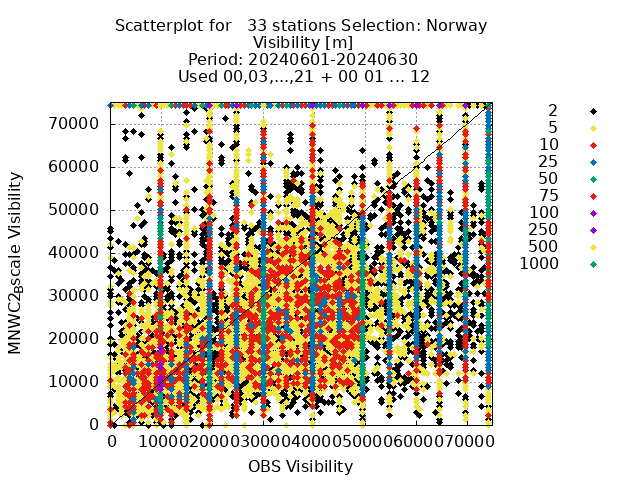 Scatterplot for   33 stations Selection: Norway
Visibility [m]
Period: 20240601-20240630
Used 00,03,...,21 + 00 01 ... 12
MNWC2Bscale Visibility
70000
60000
50000
40000
30000
20000
10000
0
0 10000 20000 30000 40000 50000 60000 70000
OBS Visibility
2
5
10
25
50
75
100
250
500
1000